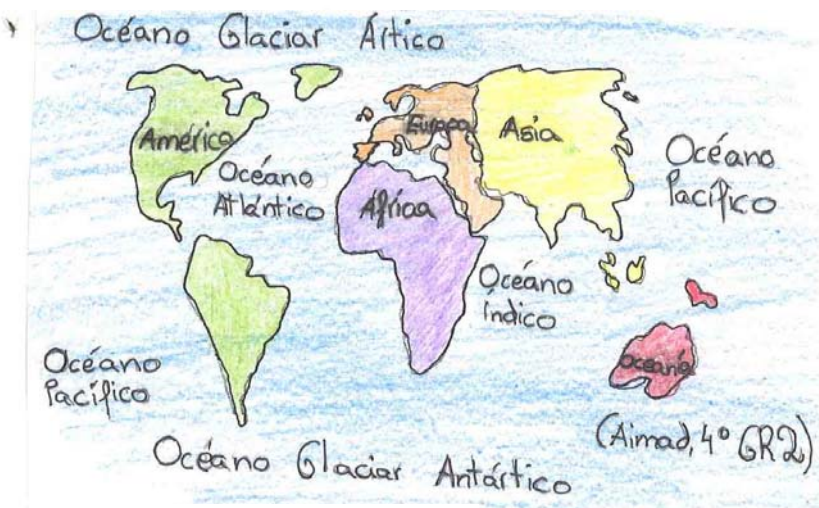 Océano Glaciar Ártico
América
Europa
Asia
Océano
Atlántico
Océano
Pacífico
África
Océano
Índico
Océano
Pacífico
Oceanía
(Aimad, 4º GR2)
Océano Glaciar Antártico